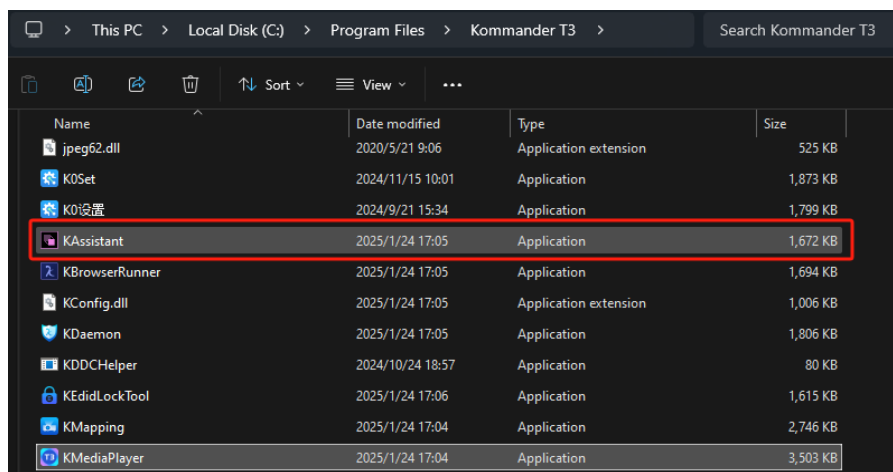 > This PC > Local Disk (C:) > Program Files > Kommander T3 > Search Kommander T3
Sort View ...
Name Date modified Type Size
jpeg62.dll 2020/5/21 9:06 Application extension 525 KB
K0Set 2024/11/15 10:01 Application 1,873 KB
K0设置 2024/9/21 15:34 Application 1,799 KB
KAssistant 2025/1/24 17:05 Application 1,672 KB
KBrowserRunner 2025/1/24 17:05 Application 1,694 KB
KConfig.dll 2025/1/24 17:05 Application extension 1,006 KB
KDaemon 2025/1/24 17:05 Application 1,806 KB
KDDCHelper 2024/10/24 18:57 Application 80 KB
KEdidLockTool 2025/1/24 17:06 Application 1,615 KB
KMapping 2025/1/24 17:04 Application 2,746 KB
KMediaPlayer 2025/1/24 17:04 Application 3,503 KB